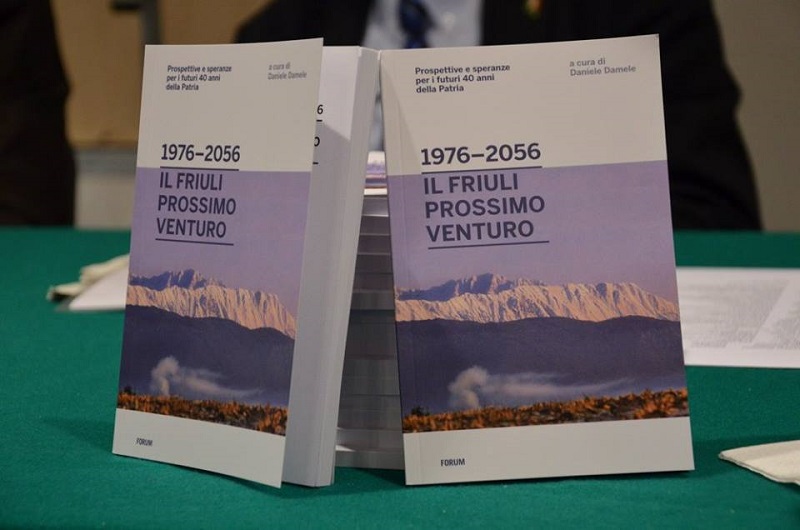 Prospettive e speranze
per i futuri 40 anni
della Patria
a cura di
Daniele Damele
1976–2056
IL FRIULI
PROSSIMO
VENTURO
FORUM
Prospettive e speranze
per i futuri 40 anni
della Patria
a cura di
Daniele Damele
1976–2056
IL FRIULI
PROSSIMO
VENTURO
FORUM